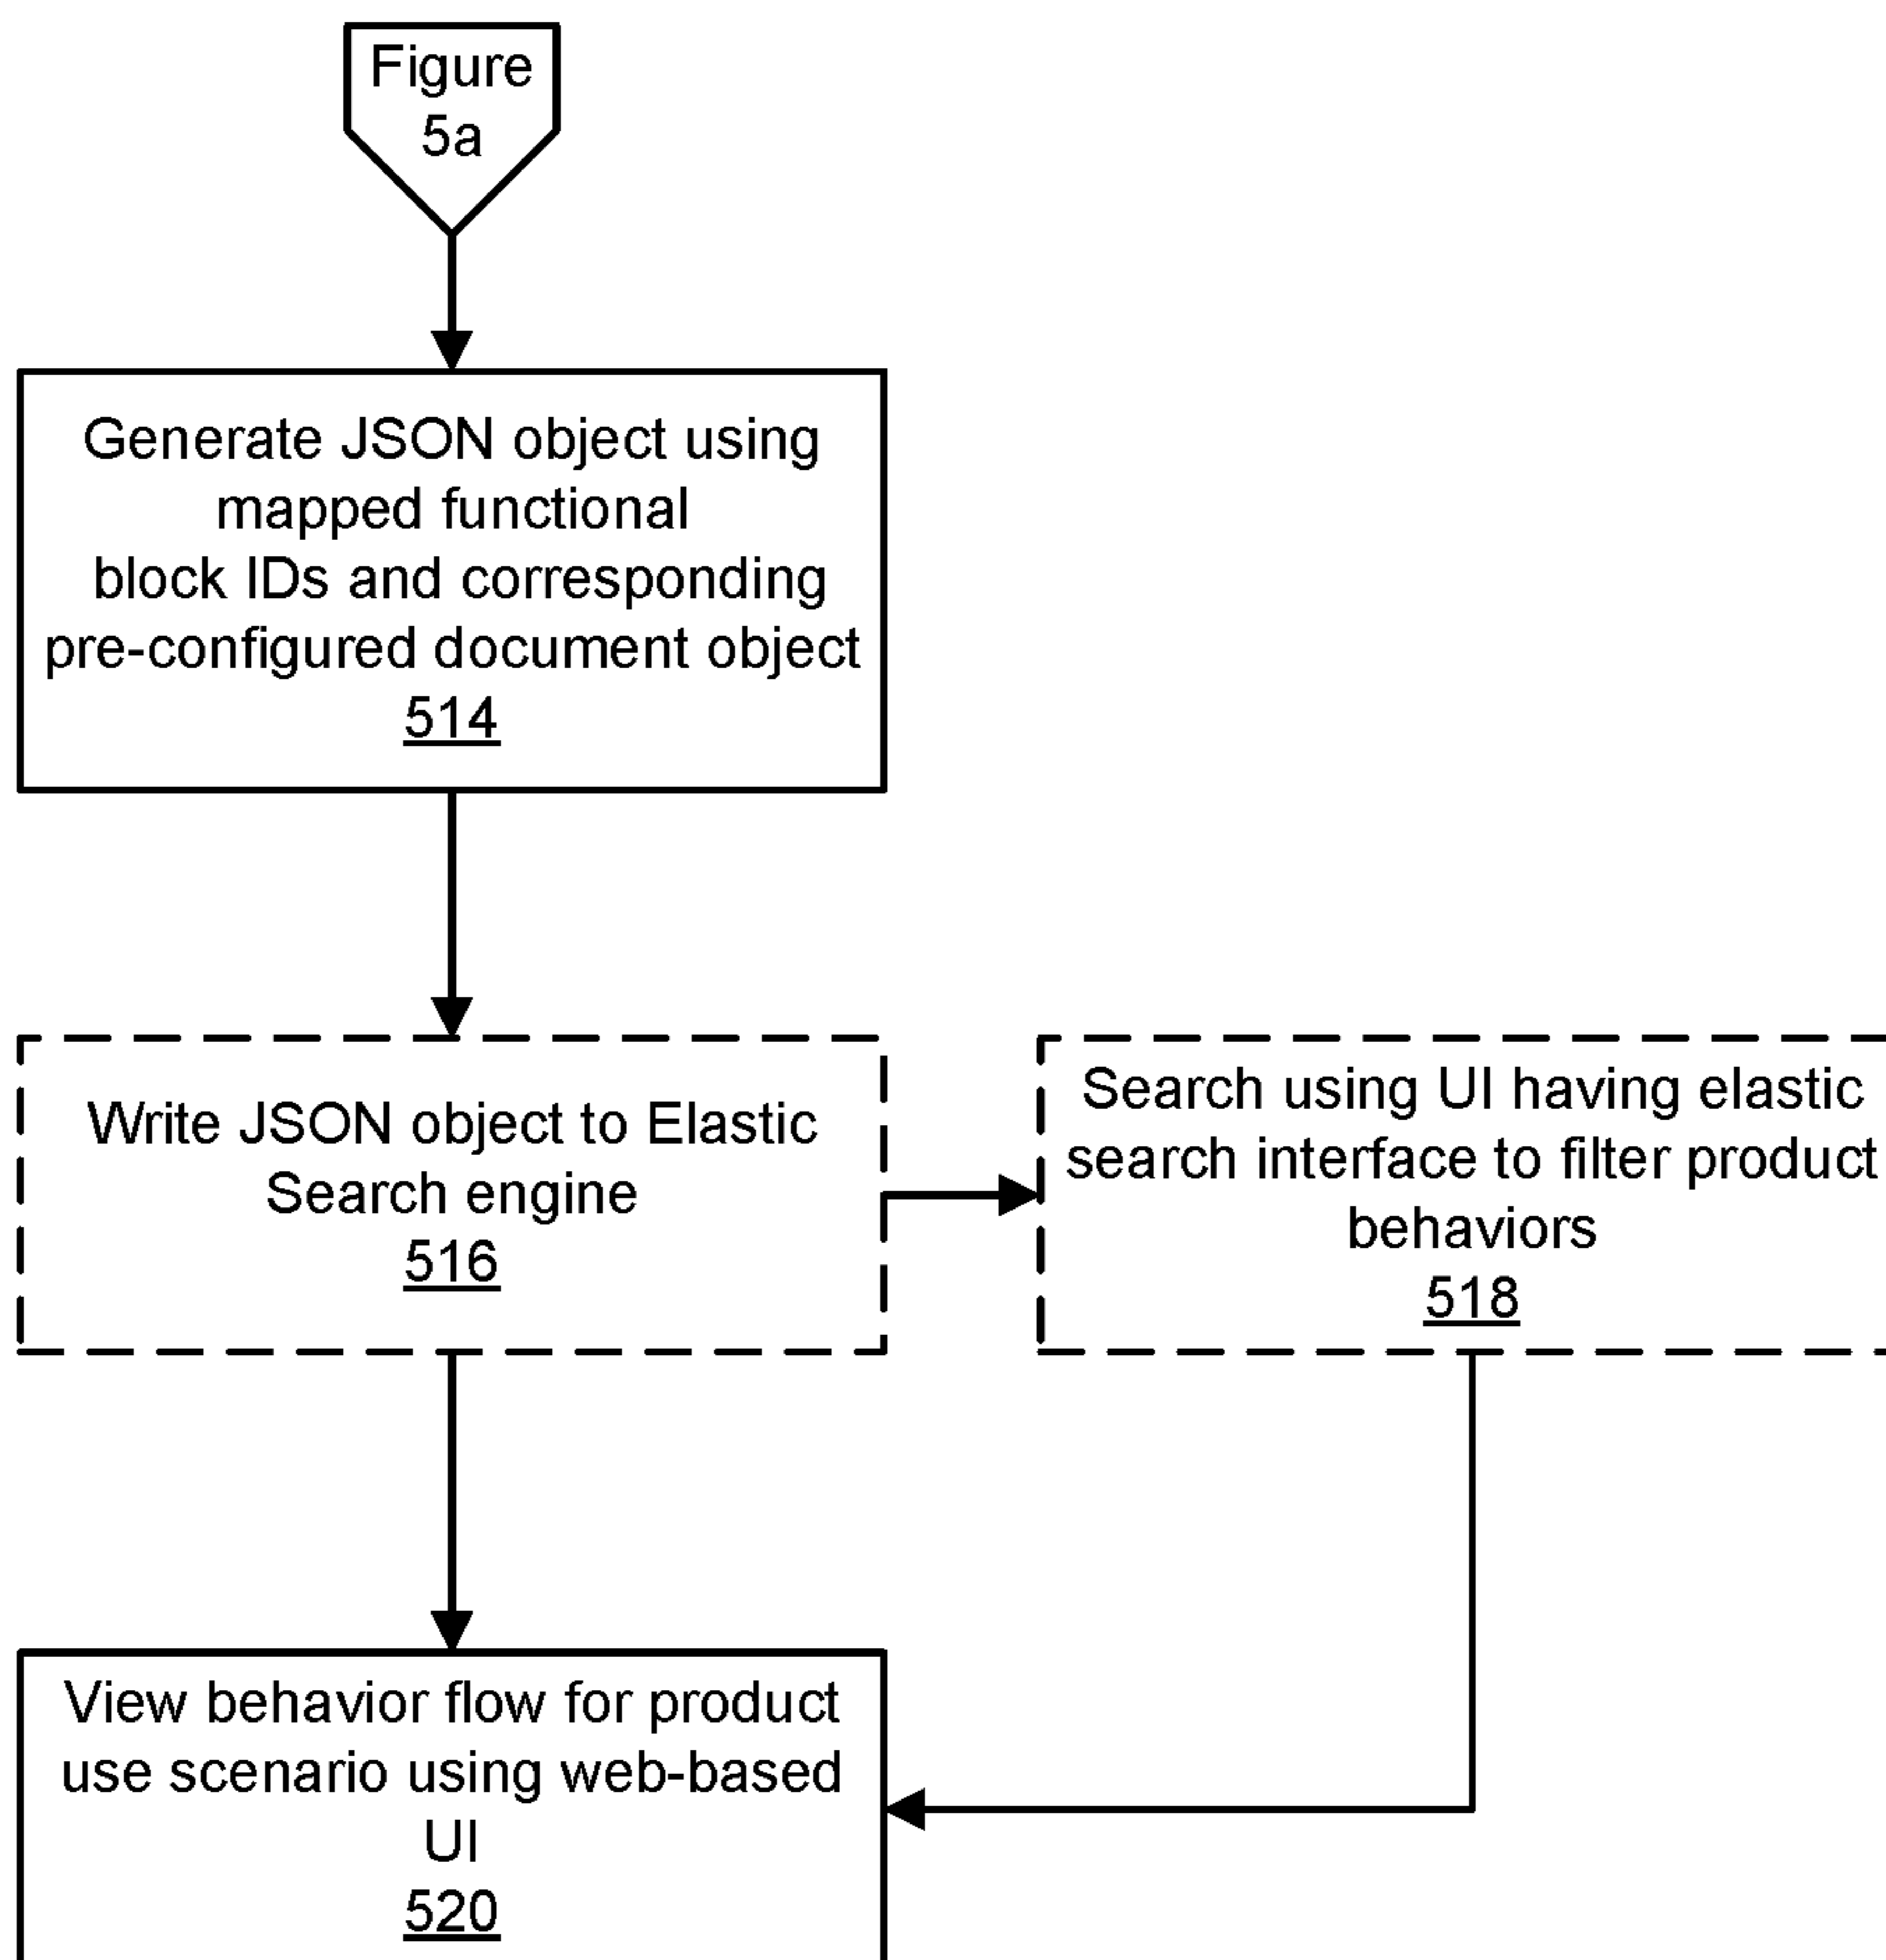 Figure
5a
Generate JSON object using
mapped functional
block IDs and corresponding
pre-configured document object
514
Write JSON object to Elastic
Search engine
516
Search using UI having elastic
search interface to filter product
behaviors
518
View behavior flow for product
use scenario using web-based
UI
520